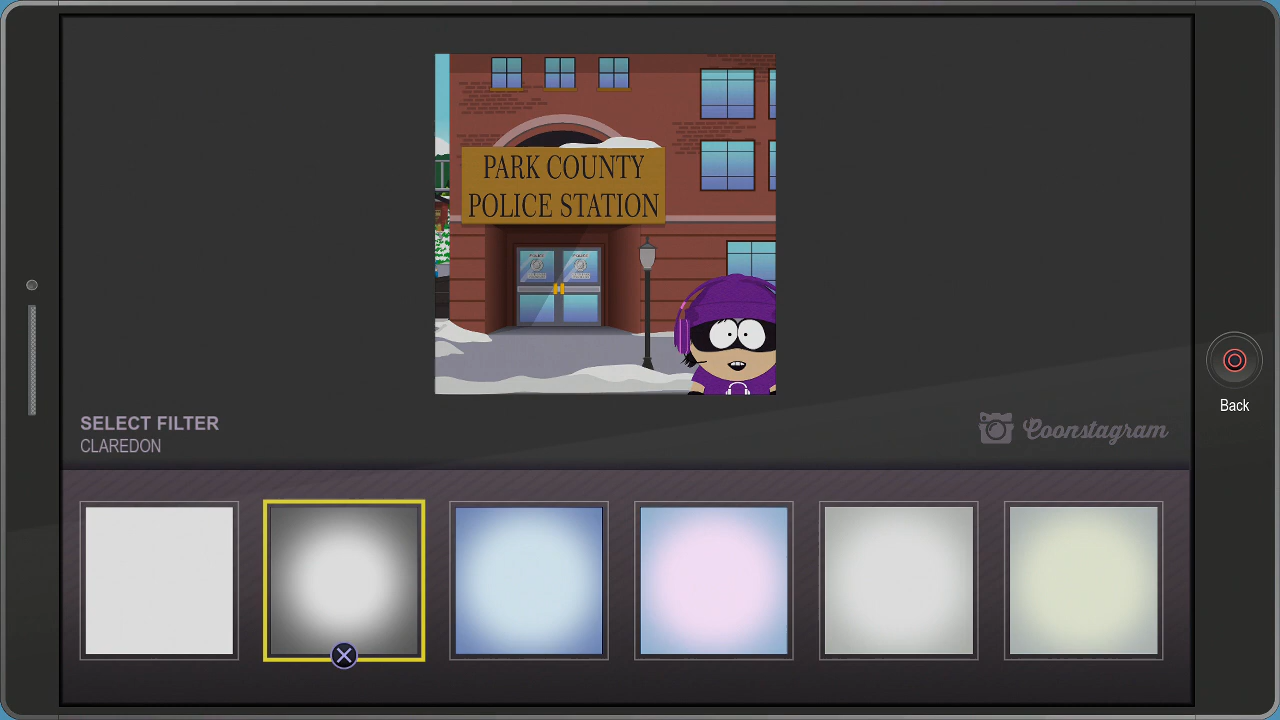 PARK COUNTY
POLICE STATION
Back
SELECT FILTER
CLAREDON
Coonstagram